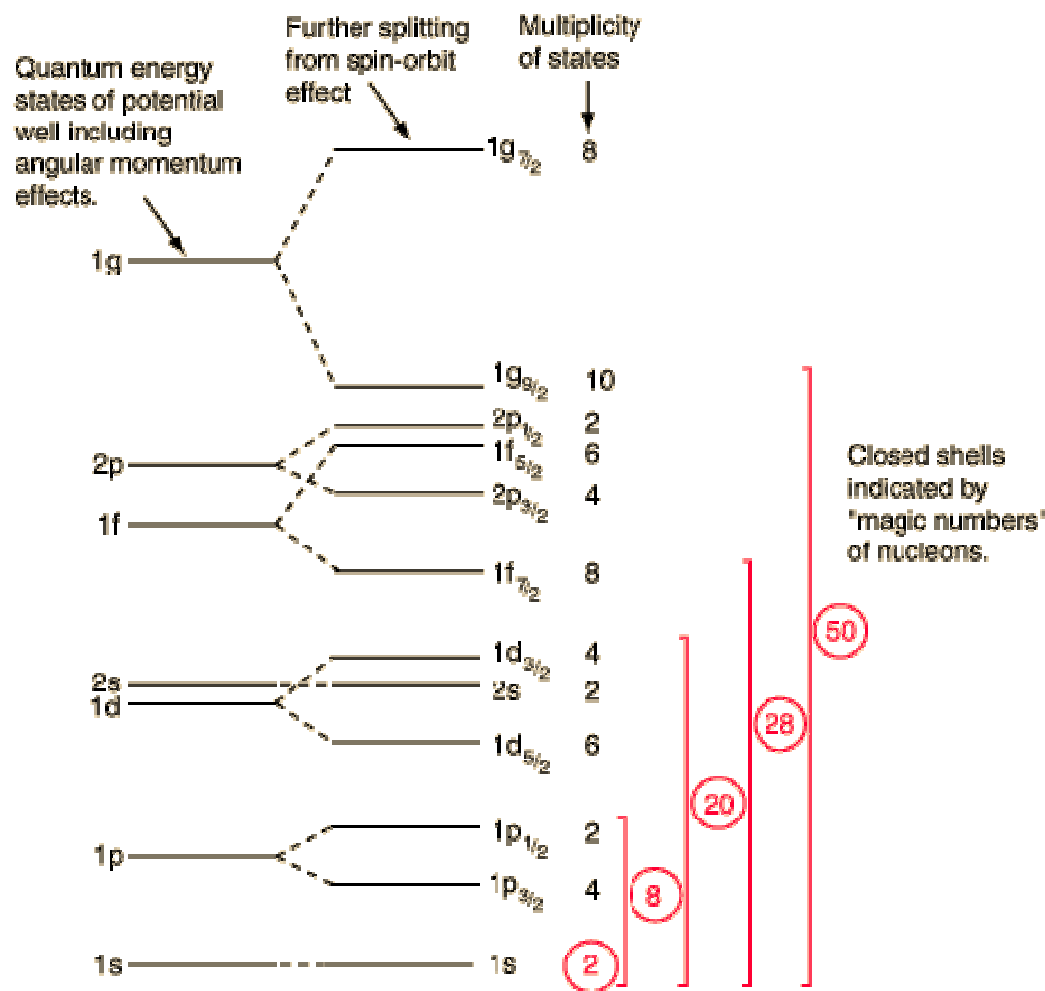 Quantum energy
states of potential
well including
angular momentum
effects.
Further splitting
from spin-orbit
effect
Multiplicity
of states
1g7/2 8
1g
1g9/2 10
2p1/2 2
1f5/2 6
2p
2p3/2 4
1f
1f7/2 8
Closed shells
indicated by
"magic numbers"
of nucleons.
50
1d3/2 4
2s
2s 2
1d
1d5/2 6
28
20
1p1/2 2
1p
1p3/2 4
8
1s
1s 2